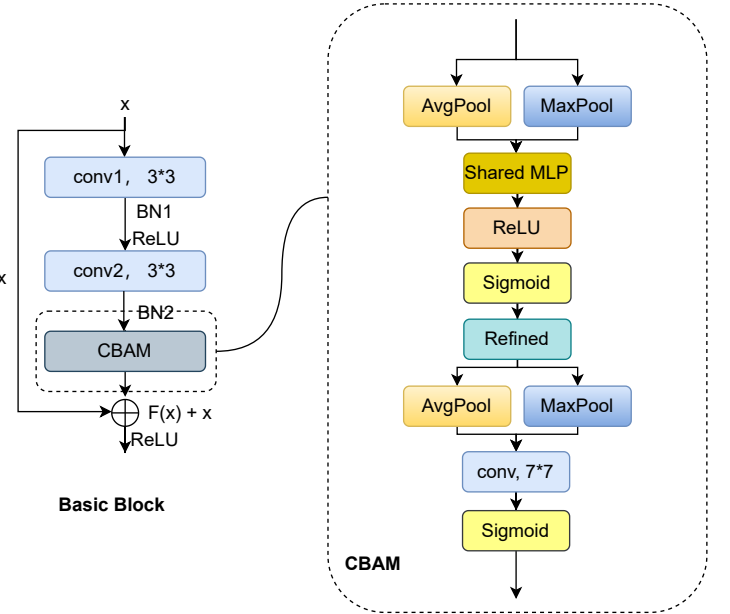 x
conv1, 3*3
BN1
ReLU
conv2, 3*3
x
BN2
CBAM
F(x) + x
ReLU
Basic Block
AvgPool
MaxPool
Shared MLP
ReLU
Sigmoid
Refined
AvgPool
MaxPool
conv, 7*7
Sigmoid
CBAM